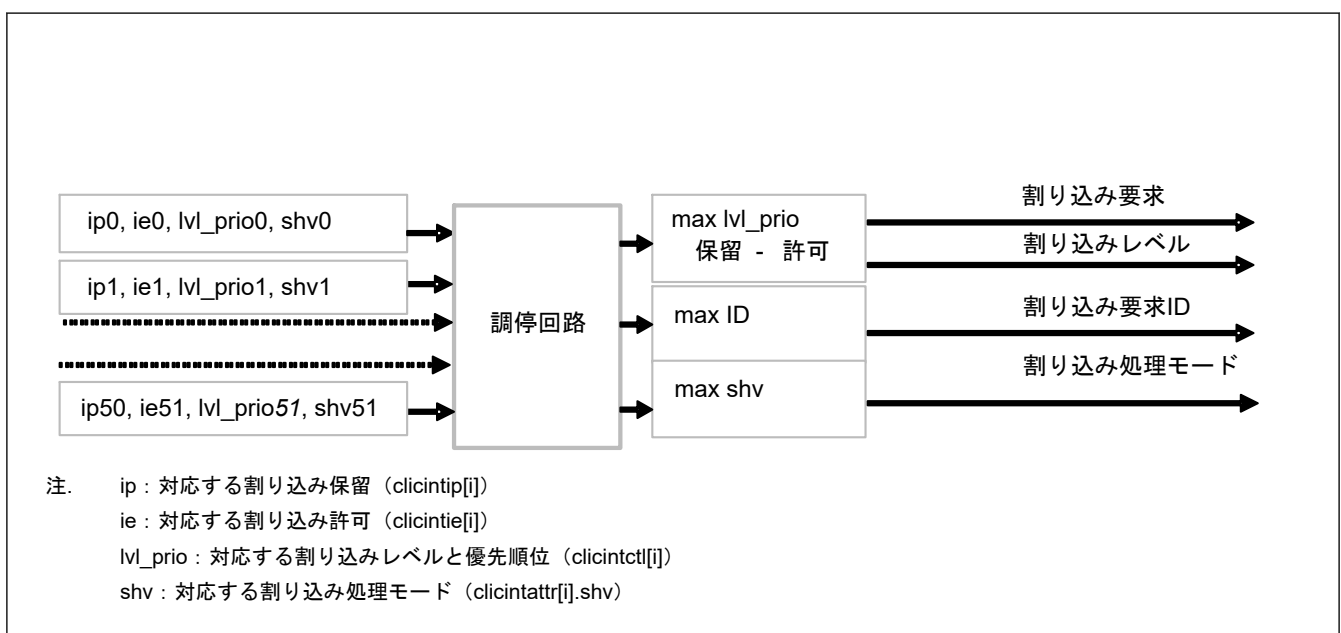 ip0, ie0, lvl_prio0, shv0
ip1, ie1, lvl_prio1, shv1
ip50, ie51, lvl_prio51, shv51
調停回路
max lvl_prio
保留 - 許可
max ID
max shv
割り込み要求
割り込みレベル
割り込み要求ID
割り込み処理モード
注. ip：対応する割り込み保留（clicintip[i]）
ie：対応する割り込み許可（clicintie[i]）
lvl_prio：対応する割り込みレベルと優先順位（clicintctl[i]）
shv：対応する割り込み処理モード（clicintattr[i].shv）